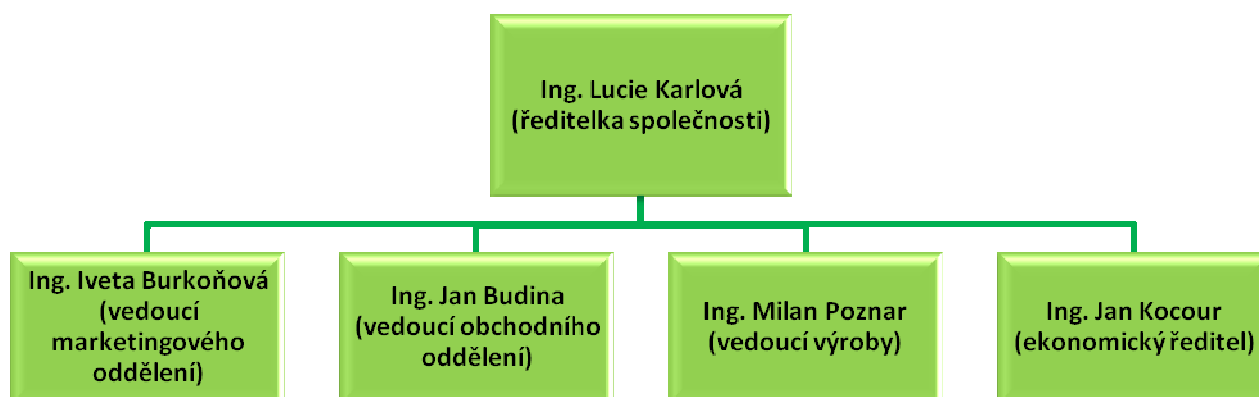 Ing. Lucie Karlová
(ředitelka společnosti)
Ing. Iveta Burkoňová
(vedoucí
marketingového
oddělení)
Ing. Jan Budina
(vedoucí obchodního
oddělení)
Ing. Milan Poznar
(vedoucí výroby)
Ing. Jan Kocour
(ekonomický ředitel)